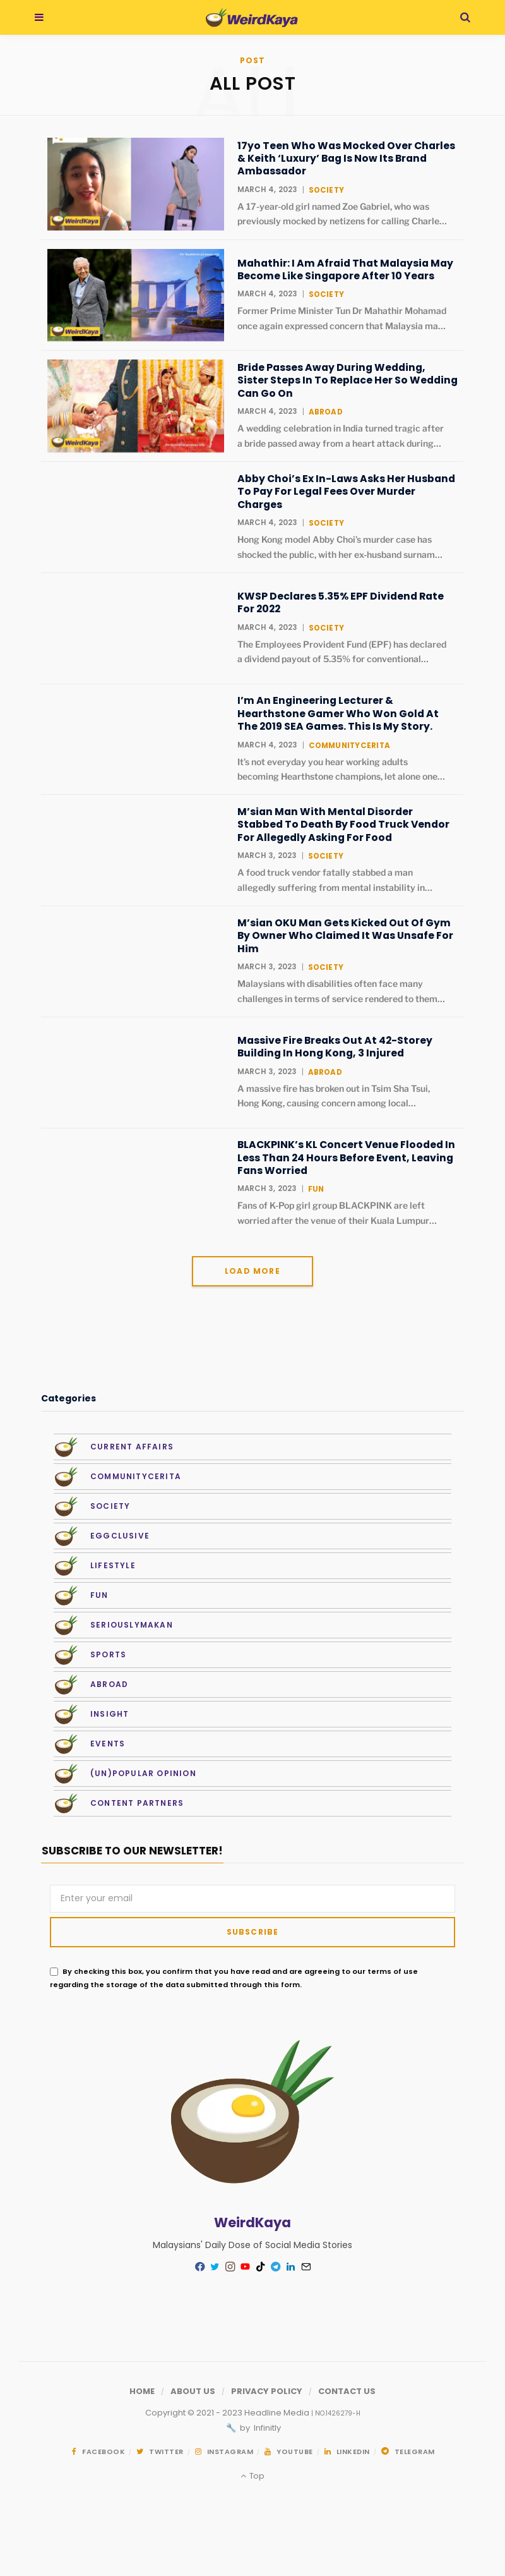 WeirdKaya
POST
ALL POST
17yo Teen Who Was Mocked Over Charles
& Keith ‘Luxury’ Bag Is Now Its Brand
Ambassador
MARCH 4, 2023 | SOCIETY
A 17-year-old girl named Zoe Gabriel, who was
previously mocked by netizens for calling Charle...
WeirdKaya
Mahathir: I Am Afraid That Malaysia May
Become Like Singapore After 10 Years
MARCH 4, 2023 | SOCIETY
Former Prime Minister Tun Dr Mahathir Mohamad
once again expressed concern that Malaysia ma...
WeirdKaya
Bride Passes Away During Wedding,
Sister Steps In To Replace Her So Wedding
Can Go On
MARCH 4, 2023 | ABROAD
A wedding celebration in India turned tragic after
a bride passed away from a heart attack during...
WeirdKaya
Abby Choi’s Ex In-Laws Asks Her Husband
To Pay For Legal Fees Over Murder
Charges
MARCH 4, 2023 | SOCIETY
Hong Kong model Abby Choi’s murder case has
shocked the public, with her ex-husband surnam...
KWSP Declares 5.35% EPF Dividend Rate
For 2022
MARCH 4, 2023 | SOCIETY
The Employees Provident Fund (EPF) has declared
a dividend payout of 5.35% for conventional...
I’m An Engineering Lecturer &
Hearthstone Gamer Who Won Gold At
The 2019 SEA Games. This Is My Story.
MARCH 4, 2023 | COMMUNITYCERITA
It’s not everyday you hear working adults
becoming Hearthstone champions, let alone one...
M’sian Man With Mental Disorder
Stabbed To Death By Food Truck Vendor
For Allegedly Asking For Food
MARCH 3, 2023 | SOCIETY
A food truck vendor fatally stabbed a man
allegedly suffering from mental instability in...
M’sian OKU Man Gets Kicked Out Of Gym
By Owner Who Claimed It Was Unsafe For
Him
MARCH 3, 2023 | SOCIETY
Malaysians with disabilities often face many
challenges in terms of service rendered to them...
Massive Fire Breaks Out At 42-Storey
Building In Hong Kong, 3 Injured
MARCH 3, 2023 | ABROAD
A massive fire has broken out in Tsim Sha Tsui,
Hong Kong, causing concern among local...
BLACKPINK’s KL Concert Venue Flooded In
Less Than 24 Hours Before Event, Leaving
Fans Worried
MARCH 3, 2023 | FUN
Fans of K-Pop girl group BLACKPINK are left
worried after the venue of their Kuala Lumpur...
LOAD MORE
Categories
CURRENT AFFAIRS
COMMUNITYCERITA
SOCIETY
EGGCLUSIVE
LIFESTYLE
FUN
SERIOUSLYMAKAN
SPORTS
ABROAD
INSIGHT
EVENTS
(UN)POPULAR OPINION
CONTENT PARTNERS
SUBSCRIBE TO OUR NEWSLETTER!
Enter your email
SUBSCRIBE
By checking this box, you confirm that you have read and are agreeing to our terms of use
regarding the storage of the data submitted through this form.
WeirdKaya
Malaysians' Daily Dose of Social Media Stories
HOME / ABOUT US / PRIVACY POLICY / CONTACT US
Copyright © 2021 - 2023 Headline Media | NO.1426279-H
🔧 by Infinitly
FACEBOOK / TWITTER / INSTAGRAM / YOUTUBE / LINKEDIN / TELEGRAM
Top